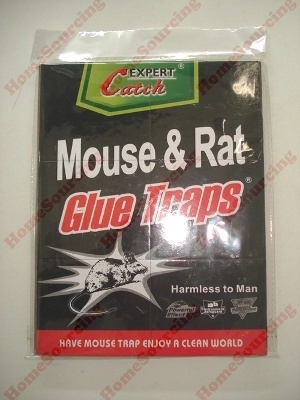 EXPERT
Catch ®
Mouse & Rat
Glue Traps ®
Harmless to Man
HAVE MOUSE TRAP ENJOY A CLEAN WORLD
HomeSourcing